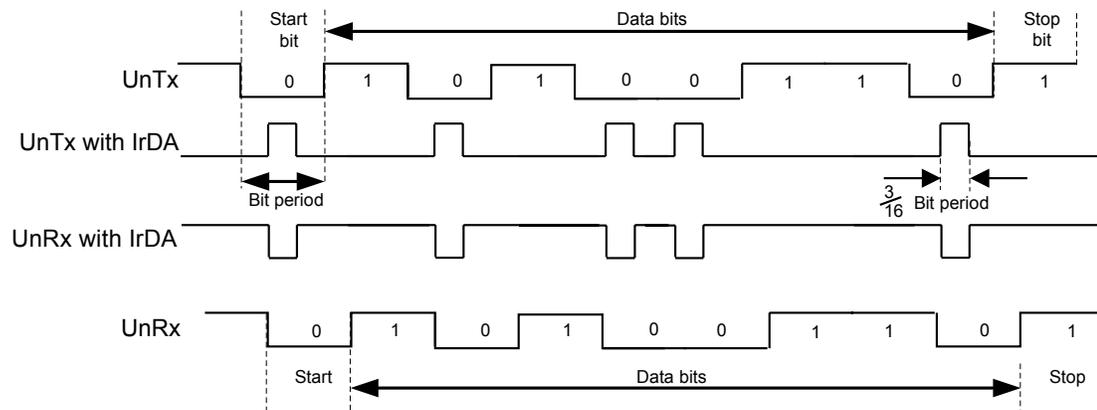 Start
bit
Data bits
Stop
bit
UnTx
0 1 0 1 0 0 1 1 0 1
UnTx with IrDA
Bit period
3
16
Bit period
UnRx with IrDA
UnRx
0 1 0 1 0 0 1 1 0 1
Start
Data bits
Stop